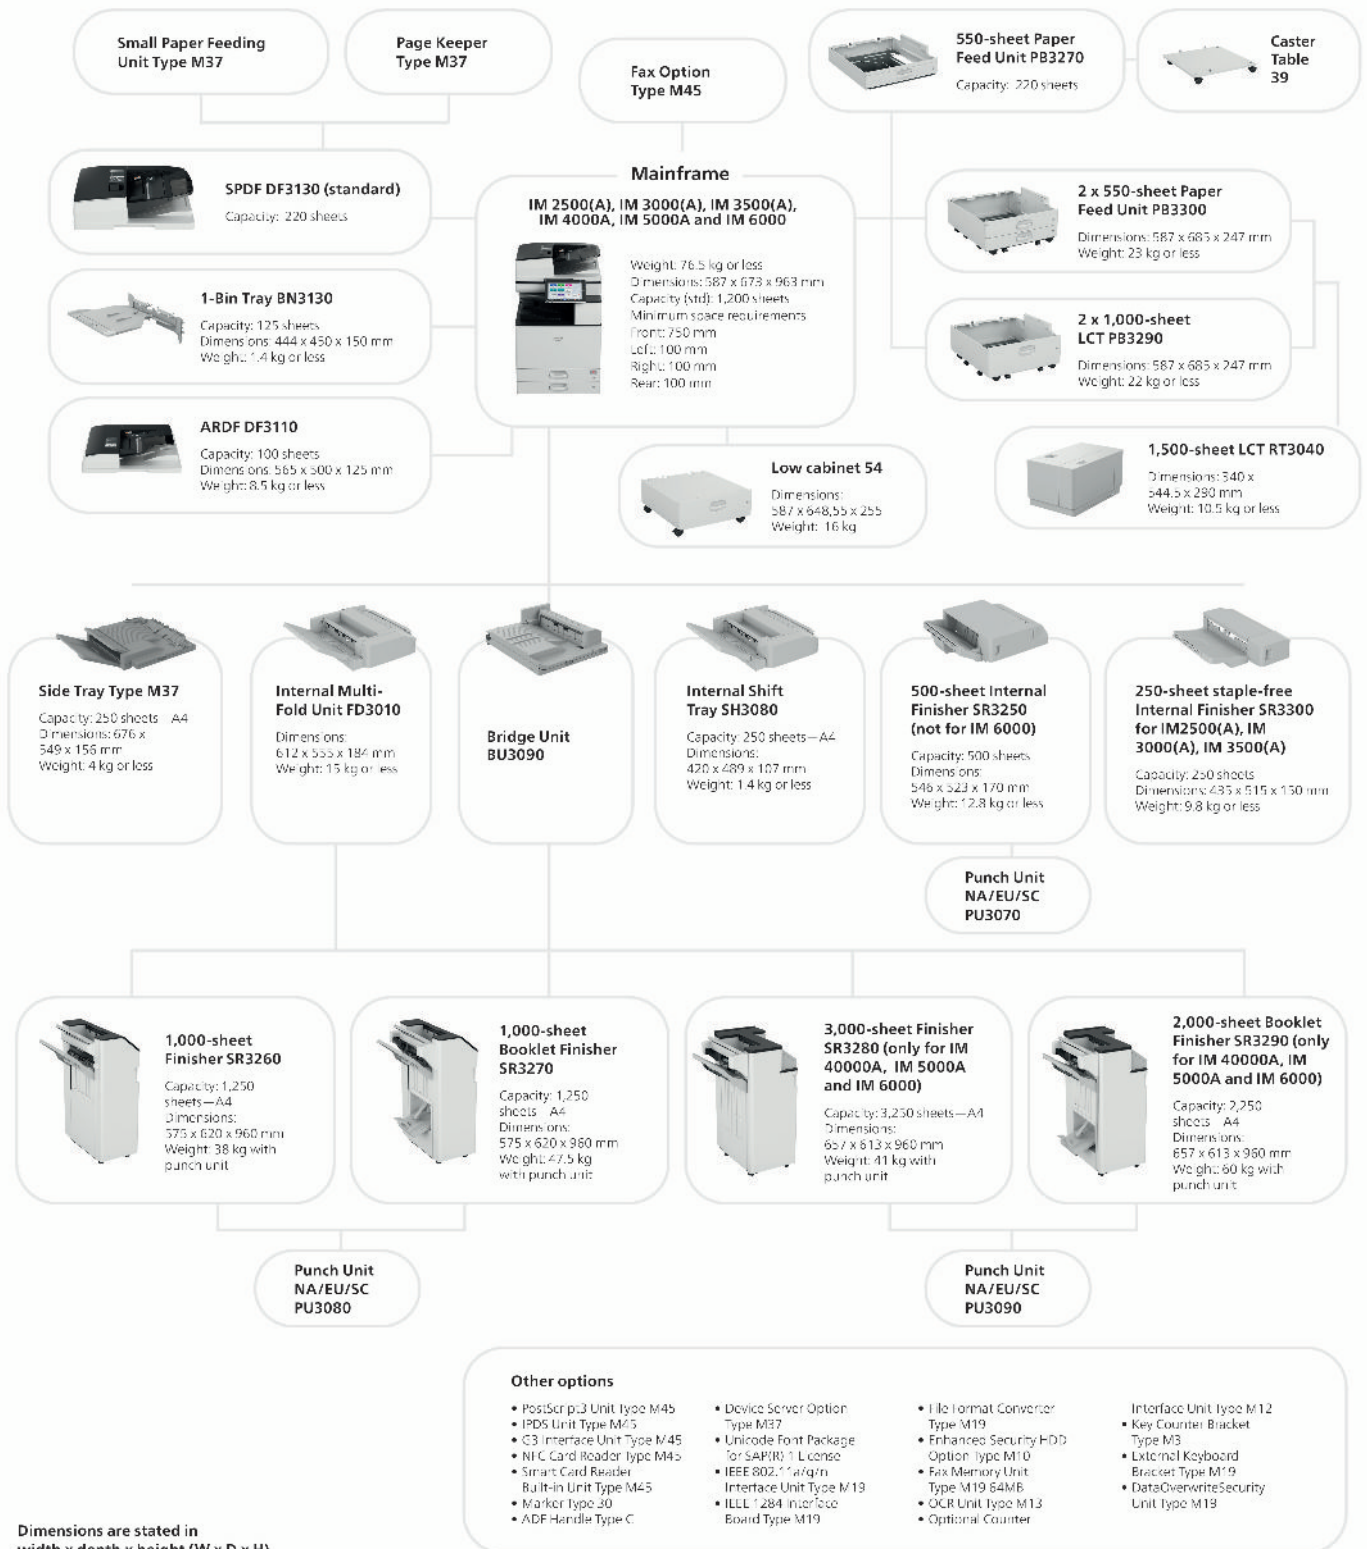 Small Paper Feeding
Unit Type M37
Page Keeper
Type M37
Fax Option
Type M45
550-sheet Paper
Feed Unit PB3270
Capacity: 220 sheets
Caster
Table
39
SPDF DF3130 (standard)
Capacity: 220 sheets
1-Bin Tray BN3130
Capacity: 125 sheets
Dimensions: 444 x 450 x 150 mm
Weight: 1.4 kg or less
ARDF DF3110
Capacity: 100 sheets
Dimensions: 565 x 500 x 125 mm
Weight: 8.5 kg or less
Mainframe
IM 2500(A), IM 3000(A), IM 3500(A),
IM 4000A, IM 5000A and IM 6000
Weight: 76.5 kg or less
Dimensions: 587 x 673 x 963 mm
Capacity (std): 1,200 sheets
Minimum space requirements
Front: 750 mm
Left: 100 mm
Right: 100 mm
Rear: 100 mm
2 x 550-sheet Paper
Feed Unit PB3300
Dimensions: 587 x 685 x 247 mm
Weight: 23 kg or less
2 x 1,000-sheet
LCT PB3290
Dimensions: 587 x 685 x 247 mm
Weight: 22 kg or less
Low cabinet 54
Dimensions:
587 x 648,55 x 255
Weight: 16 kg
1,500-sheet LCT RT3040
Dimensions: 340 x
544.5 x 290 mm
Weight: 10.5 kg or less
Side Tray Type M37
Capacity: 250 sheets—A4
Dimensions: 676 x
549 x 156 mm
Weight: 4 kg or less
Internal Multi-
Fold Unit FD3010
Dimensions:
612 x 555 x 184 mm
Weight: 15 kg or less
Bridge Unit
BU3090
Internal Shift
Tray SH3080
Capacity: 250 sheets—A4
Dimensions:
420 x 489 x 107 mm
Weight: 1.4 kg or less
500-sheet Internal
Finisher SR3250
(not for IM 6000)
Capacity: 500 sheets
Dimensions:
546 x 523 x 170 mm
Weight: 12.8 kg or less
250-sheet staple-free
Internal Finisher SR3300
for IM2500(A), IM
3000(A), IM 3500(A)
Capacity: 250 sheets
Dimensions: 435 x 515 x 150 mm
Weight: 9.8 kg or less
Punch Unit
NA/EU/SC
PU3070
1,000-sheet
Finisher SR3260
Capacity: 1,250
sheets—A4
Dimensions:
575 x 620 x 960 mm
Weight: 38 kg with
punch unit
1,000-sheet
Booklet Finisher
SR3270
Capacity: 1,250
sheets—A4
Dimensions:
575 x 620 x 960 mm
Weight: 47.5 kg
with punch unit
3,000-sheet Finisher
SR3280 (only for IM
40000A, IM 5000A
and IM 6000)
Capacity: 3,250 sheets—A4
Dimensions:
657 x 613 x 960 mm
Weight: 41 kg with
punch unit
2,000-sheet Booklet
Finisher SR3290 (only
for IM 40000A, IM
5000A and IM 6000)
Capacity: 2,250
sheets—A4
Dimensions:
657 x 613 x 960 mm
Weight: 60 kg with
punch unit
Punch Unit
NA/EU/SC
PU3080
Punch Unit
NA/EU/SC
PU3090
Other options
• PostScript3 Unit Type M45
• IPDS Unit Type M45
• G3 Interface Unit Type M45
• NFC Card Reader Type M45
• Smart Card Reader
Built-in Unit Type M45
• Marker Type 30
• ADF Handle Type C
• Device Server Option
Type M37
• Unicode Font Package
for SAP(R) 1 License
• IEEE 802.11a/g/n
Interface Unit Type M19
• IEEE 1284 Interface
Board Type M19
• File Format Converter
Type M19
• Enhanced Security HDD
Option Type M10
• Fax Memory Unit
Type M19 64MB
• OCR Unit Type M13
• Optional Counter
Interface Unit Type M12
• Key Counter Bracket
Type M3
• External Keyboard
Bracket Type M19
• DataOverwriteSecurity
Unit Type M19
Dimensions are stated in
width x depth x height (W x D x H)